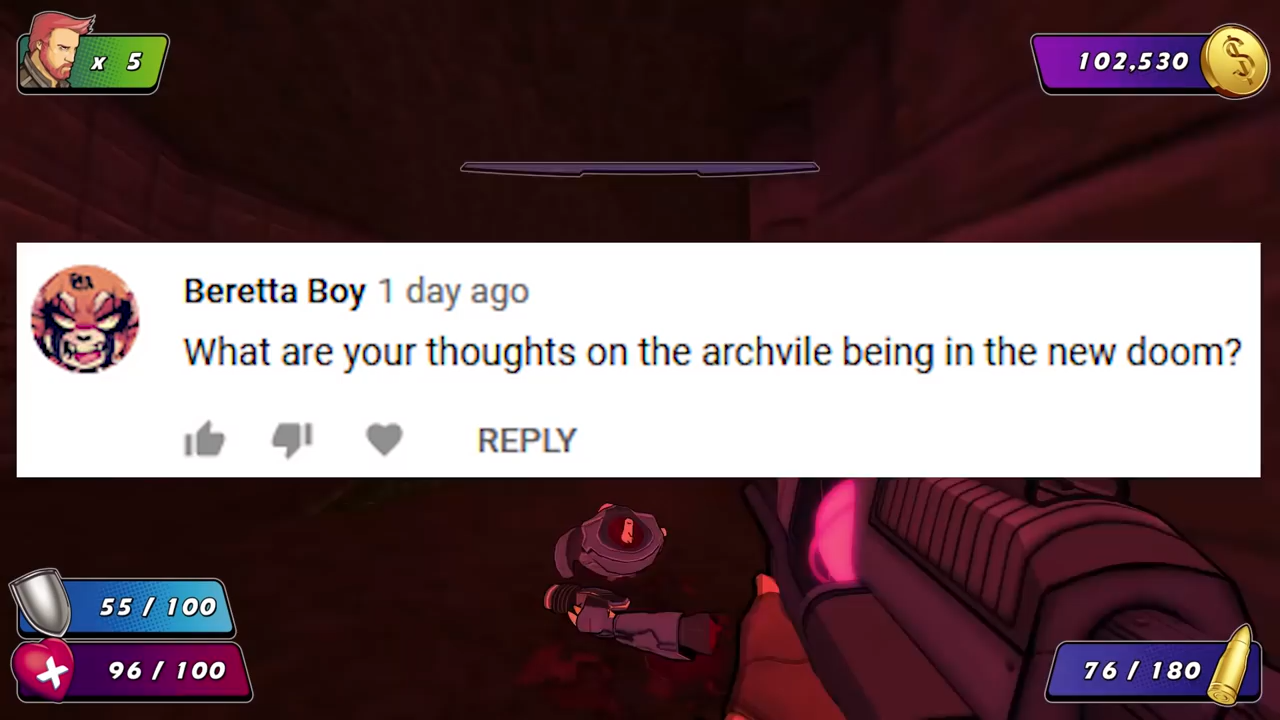 x 5
102,530
Beretta Boy 1 day ago
What are your thoughts on the archvile being in the new doom?
REPLY
55 / 100
96 / 100
76 / 180